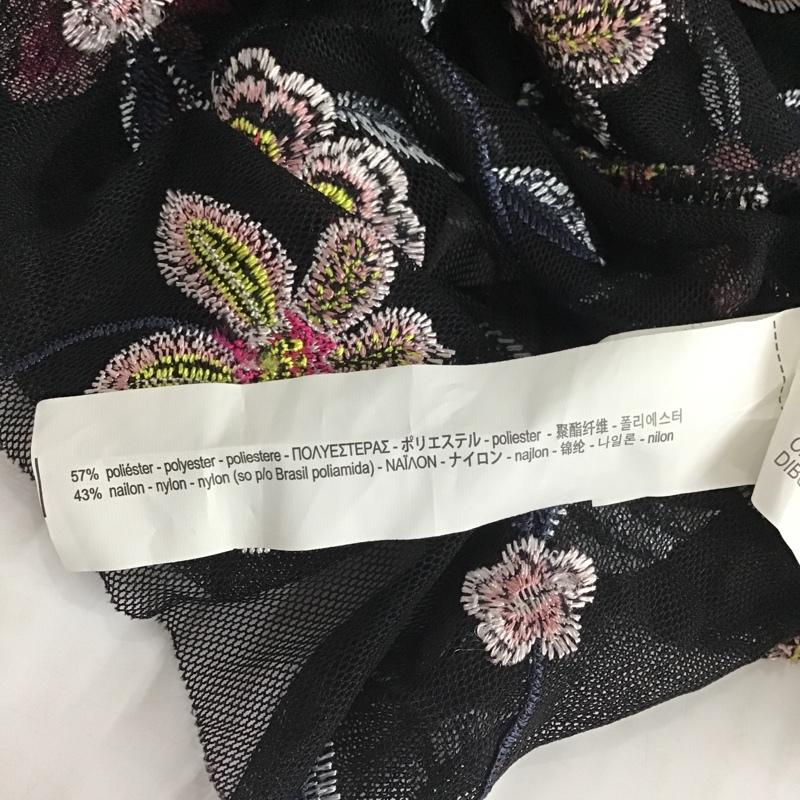 57% poliéster - polyester - poliestere - ΠΟΛΥΕΣΤΕΡΑΣ - ポリエステル - poliester - 聚酯纤维 - 폴리에스터
43% nailon - nylon - nylon (so p/o Brasil poliamida) - ΝΑΪΛΟΝ - ナイロン - najlon - 锦纶 - 나일론 - nilon